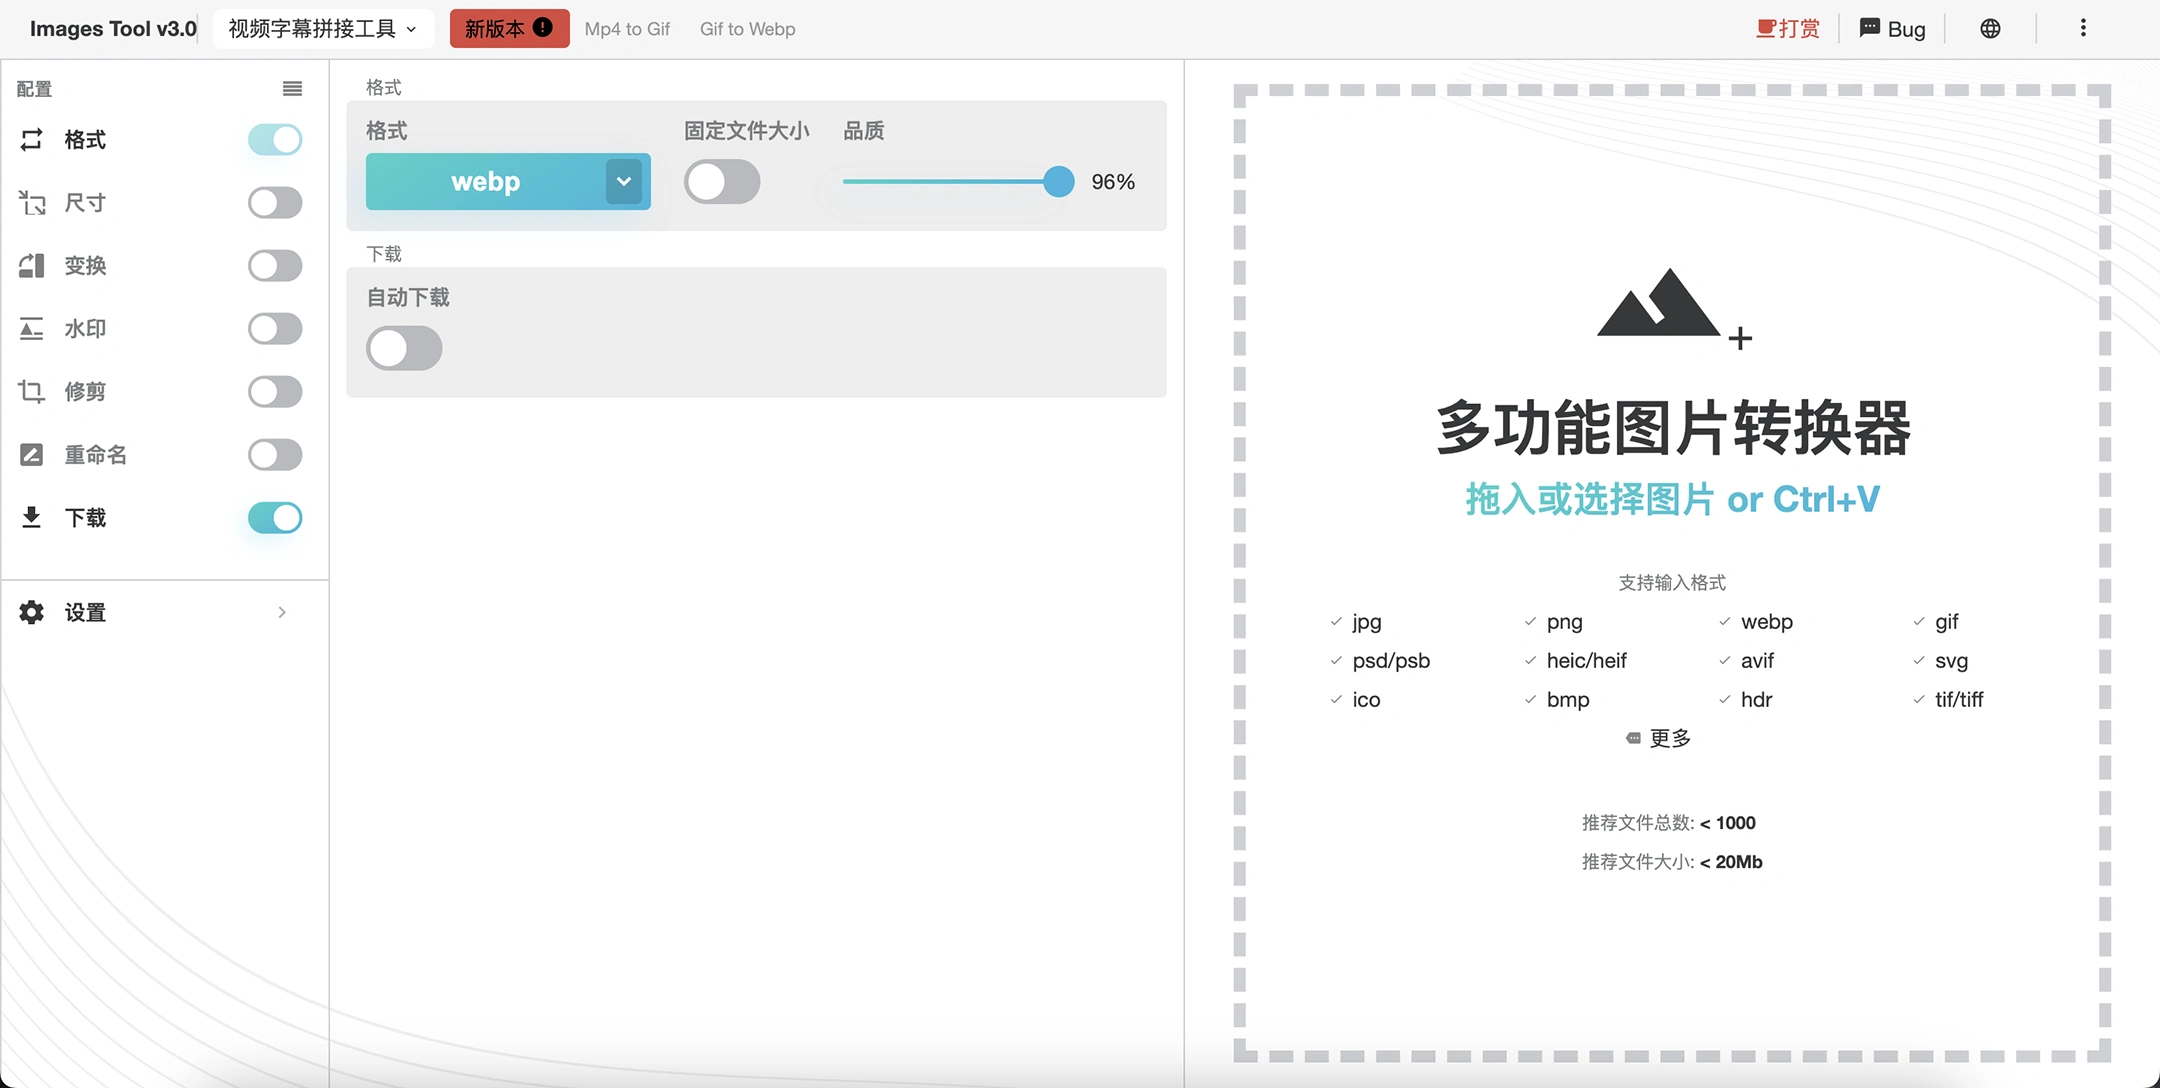 Images Tool v3.0 视频字幕拼接工具 新版本 Mp4 to Gif Gif to Webp 打赏 Bug
配置
格式
尺寸
变换
水印
修剪
重命名
下载
设置
格式
格式 固定文件大小 品质
webp 96%
下载
自动下载
多功能图片转换器
拖入或选择图片 or Ctrl+V
支持输入格式
jpg png webp gif
psd/psb heic/heif avif svg
ico bmp hdr tif/tiff
更多
推荐文件总数: < 1000
推荐文件大小: < 20Mb